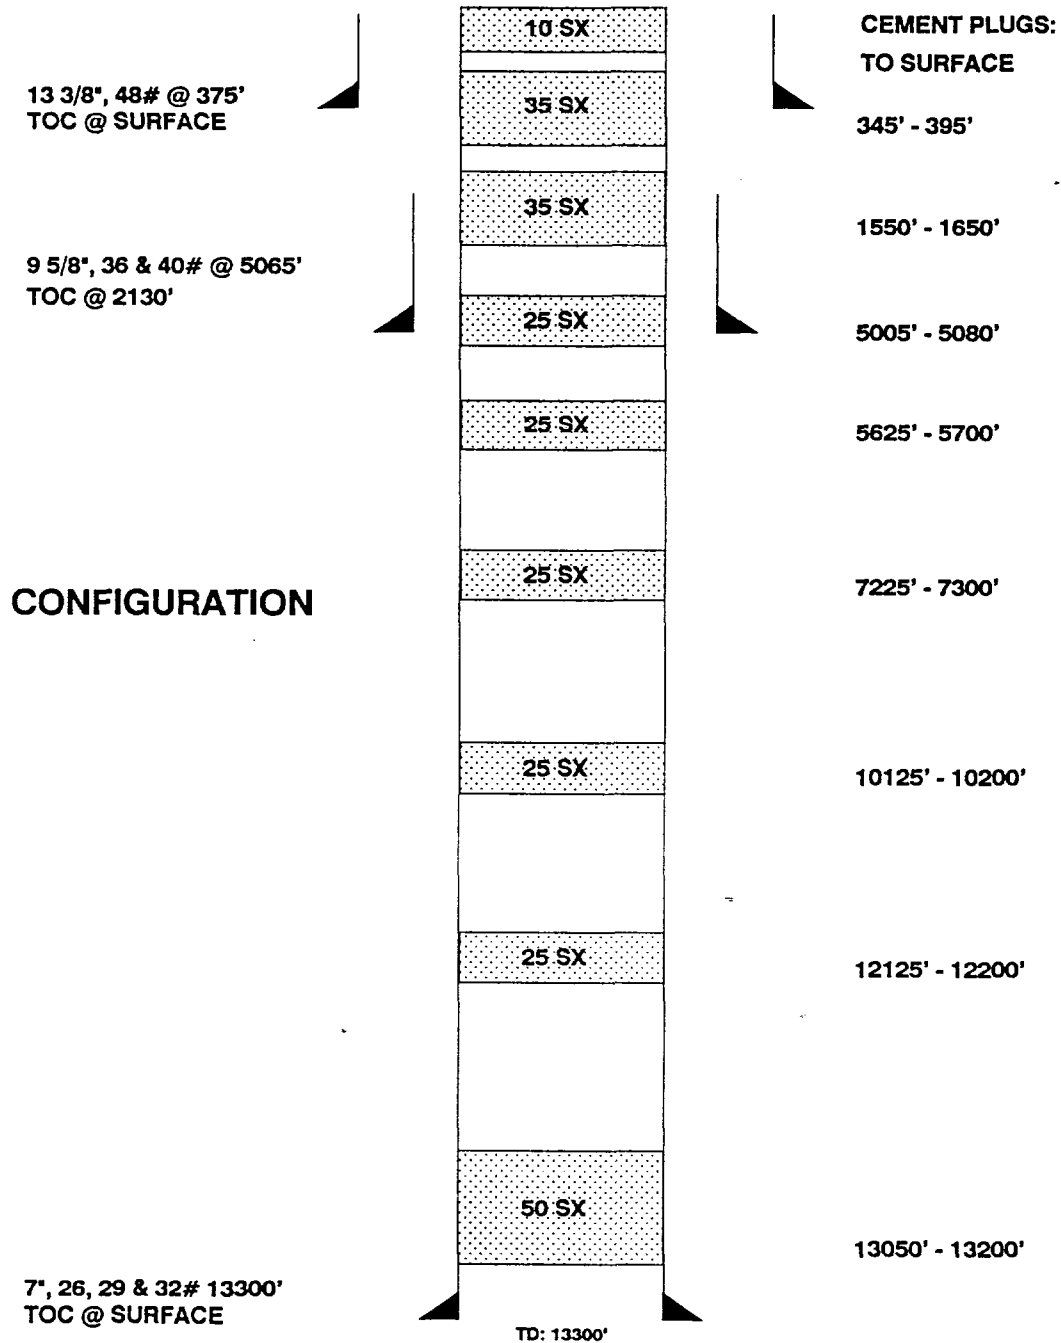 10 SX
CEMENT PLUGS:
TO SURFACE
13 3/8", 48# @ 375'
TOC @ SURFACE
35 SX
345' - 395'
35 SX
1550' - 1650'
9 5/8", 36 & 40# @ 5065'
TOC @ 2130'
25 SX
5005' - 5080'
25 SX
5625' - 5700'
CONFIGURATION
25 SX
7225' - 7300'
25 SX
10125' - 10200'
25 SX
12125' - 12200'
50 SX
13050' - 13200'
7", 26, 29 & 32# 13300'
TOC @ SURFACE
TD: 13300'